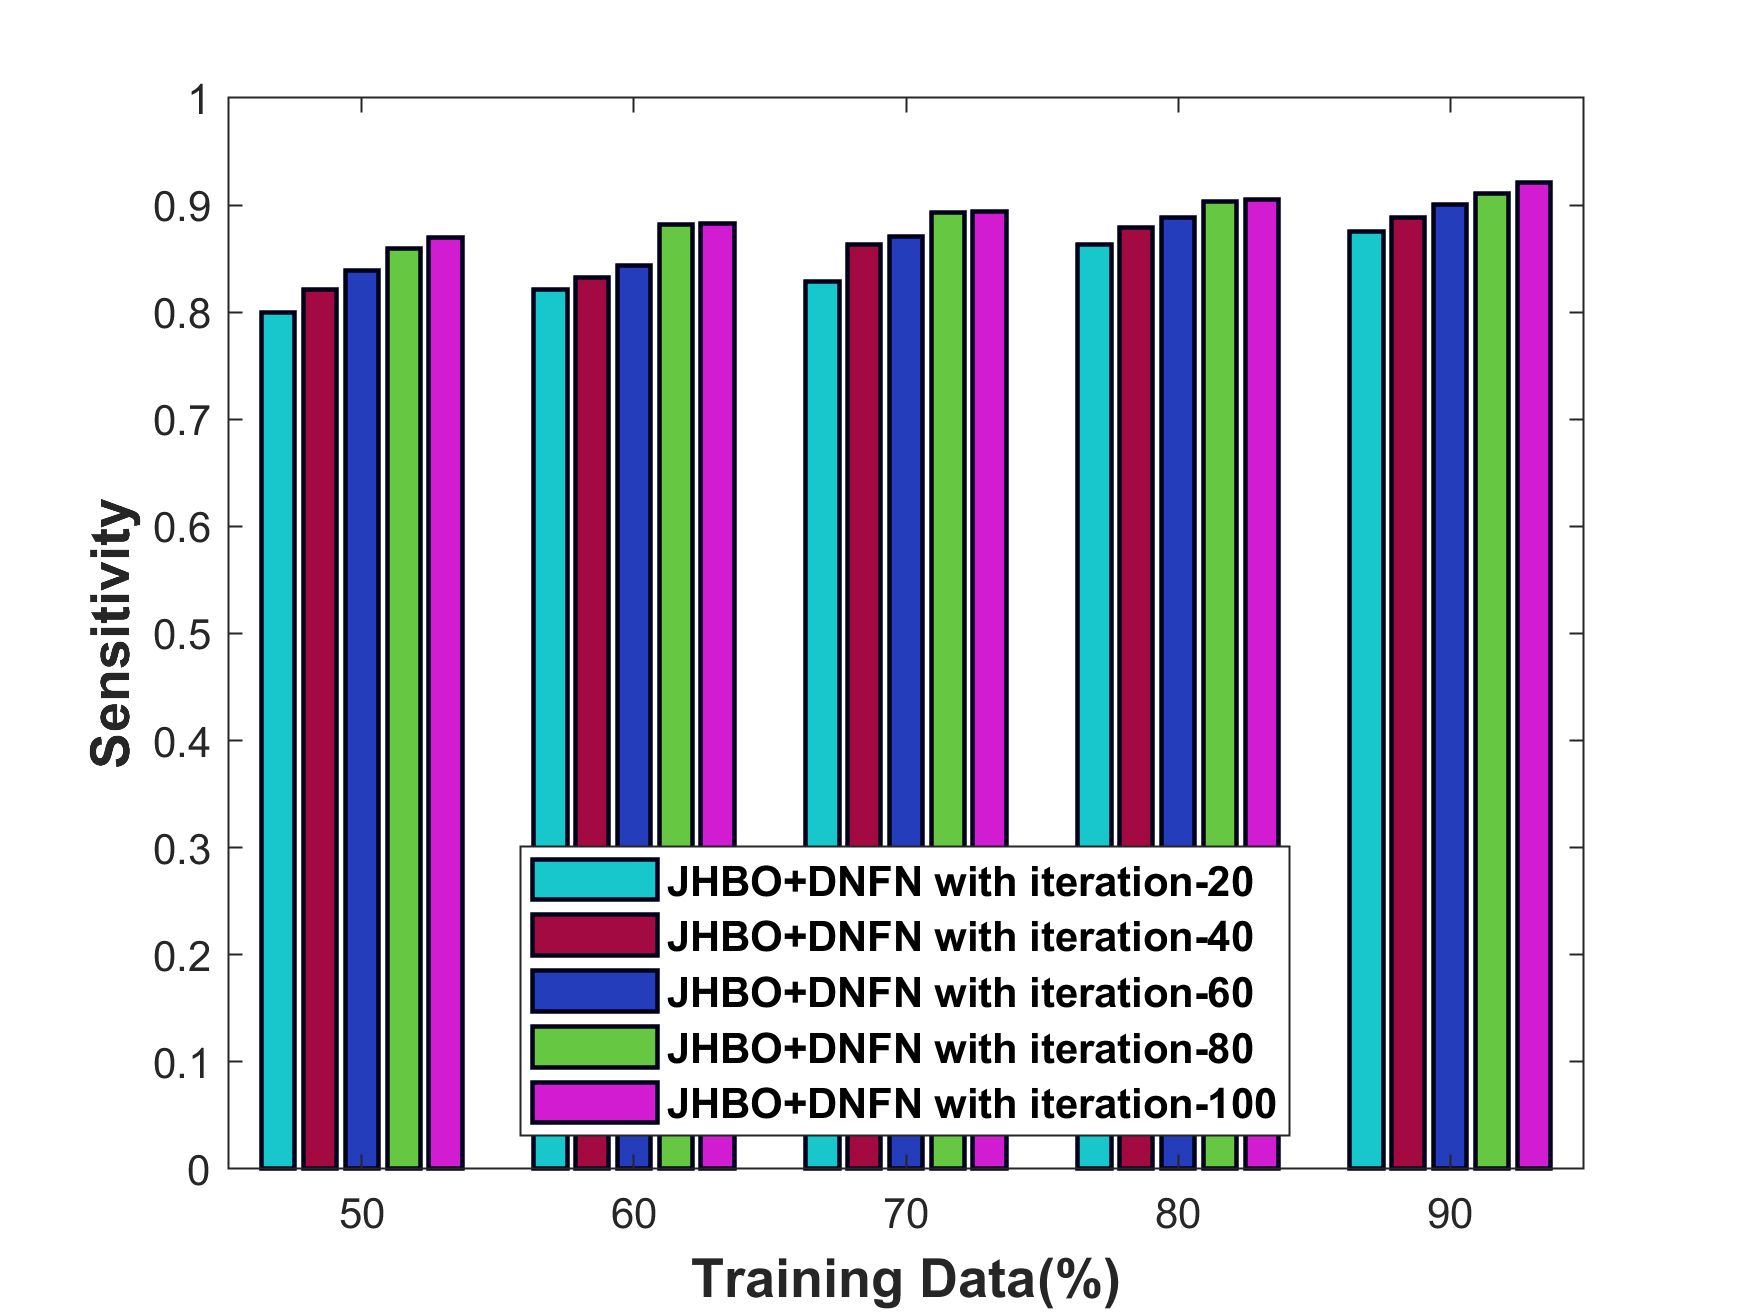 1
0.9
0.8
0.7
0.6
0.5
0.4
0.3
0.2
0.1
0
Sensitivity
JHBO+DNFN with iteration-20
JHBO+DNFN with iteration-40
JHBO+DNFN with iteration-60
JHBO+DNFN with iteration-80
JHBO+DNFN with iteration-100
50 60 70 80 90
Training Data(%)